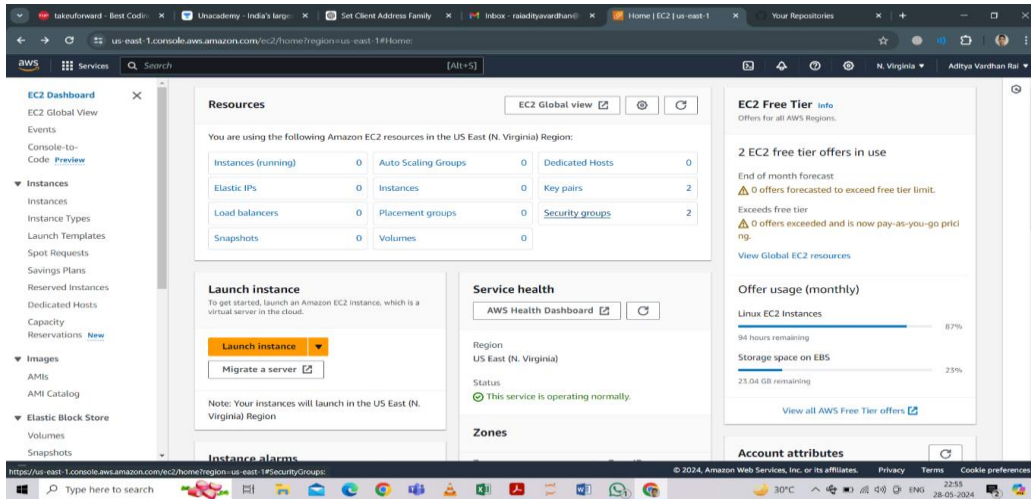 takeuforward - Best Codin
Unacademy - India's large
Set Client Address Family
Inbox - raiadityavardhan@
Home | EC2 | us-east-1
Your Repositories
us-east-1.console.aws.amazon.com/ec2/home?region=us-east-1#Home:
aws
Services
Search
[Alt+S]
N. Virginia
Aditya Vardhan Rai
EC2 Dashboard
EC2 Global View
Events
Console-to-
Code Preview
Instances
Instances
Instance Types
Launch Templates
Spot Requests
Savings Plans
Reserved Instances
Dedicated Hosts
Capacity
Reservations New
Images
AMIs
AMI Catalog
Elastic Block Store
Volumes
Snapshots
Resources
EC2 Global view
You are using the following Amazon EC2 resources in the US East (N. Virginia) Region:
Instances (running) 0 Auto Scaling Groups 0 Dedicated Hosts 0
Elastic IPs 0 Instances 0 Key pairs 2
Load balancers 0 Placement groups 0 Security groups 2
Snapshots 0 Volumes 0
Launch instance
To get started, launch an Amazon EC2 instance, which is a
virtual server in the cloud.
Launch instance
Migrate a server
Note: Your instances will launch in the US East (N.
Virginia) Region
Instance alarms
Service health
AWS Health Dashboard
Region
US East (N. Virginia)
Status
This service is operating normally.
Zones
EC2 Free Tier Info
Offers for all AWS Regions.
2 EC2 free tier offers in use
End of month forecast
0 offers forecasted to exceed free tier limit.
Exceeds free tier
0 offers exceeded and is now pay-as-you-go prici
ng.
View Global EC2 resources
Offer usage (monthly)
Linux EC2 Instances
87%
94 hours remaining
Storage space on EBS
23%
23.04 GB remaining
View all AWS Free Tier offers
Account attributes
https://us-east-1.console.aws.amazon.com/ec2/home?region=us-east-1#SecurityGroups:
© 2024, Amazon Web Services, Inc. or its affiliates. Privacy Terms Cookie preferences
Type here to search
30°C
ENG
22:55
28-05-2024